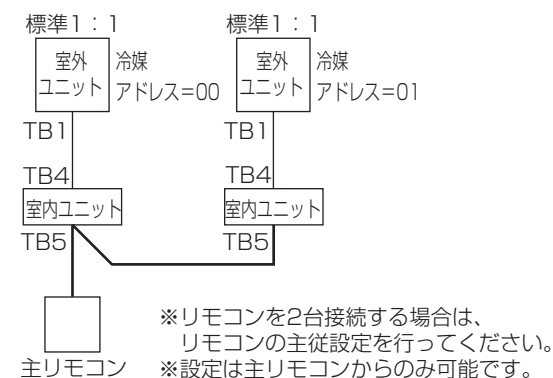 標準1:1
標準1:1
室外
ユニット
冷媒
アドレス=00
室外
ユニット
冷媒
アドレス=01
TB1
TB1
TB4
TB4
室内ユニット
室内ユニット
TB5
TB5
主リモコン
※リモコンを2台接続する場合は、
リモコンの主従設定を行ってください。
※設定は主リモコンからのみ可能です。